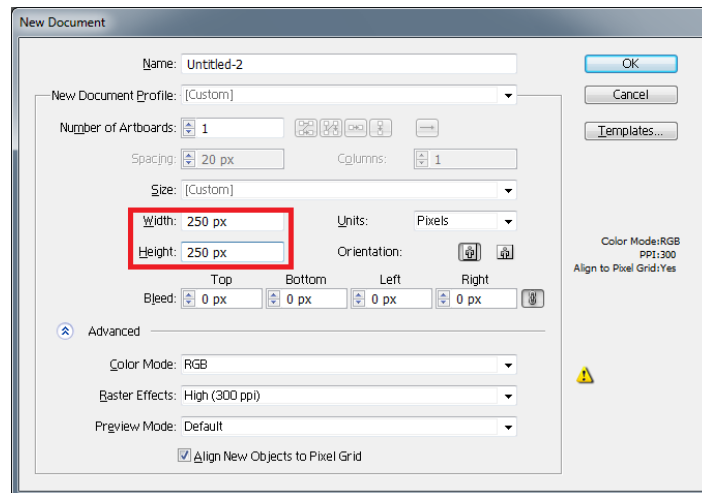 New Document
Name: Untitled-2
OK
New Document Profile: [Custom]
Cancel
Number of Artboards: 1
Templates...
Spacing: 20 px Columns: 1
Size: [Custom]
Width: 250 px Units: Pixels
Height: 250 px Orientation:
Color Mode:RGB
PPI:300
Align to Pixel Grid:Yes
Top Bottom Left Right
Bleed: 0 px 0 px 0 px 0 px
Advanced
Color Mode: RGB
Raster Effects: High (300 ppi)
Preview Mode: Default
Align New Objects to Pixel Grid